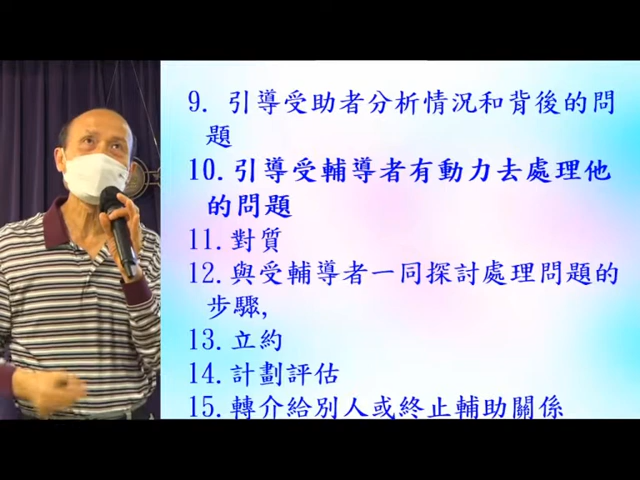 9. 引導受助者分析情況和背後的問
題
10.引導受輔導者有動力去處理他
的問題
11.對質
12.與受輔導者一同探討處理問題的
步驟,
13.立約
14.計劃評估
15.轉介給別人或終止輔助關係